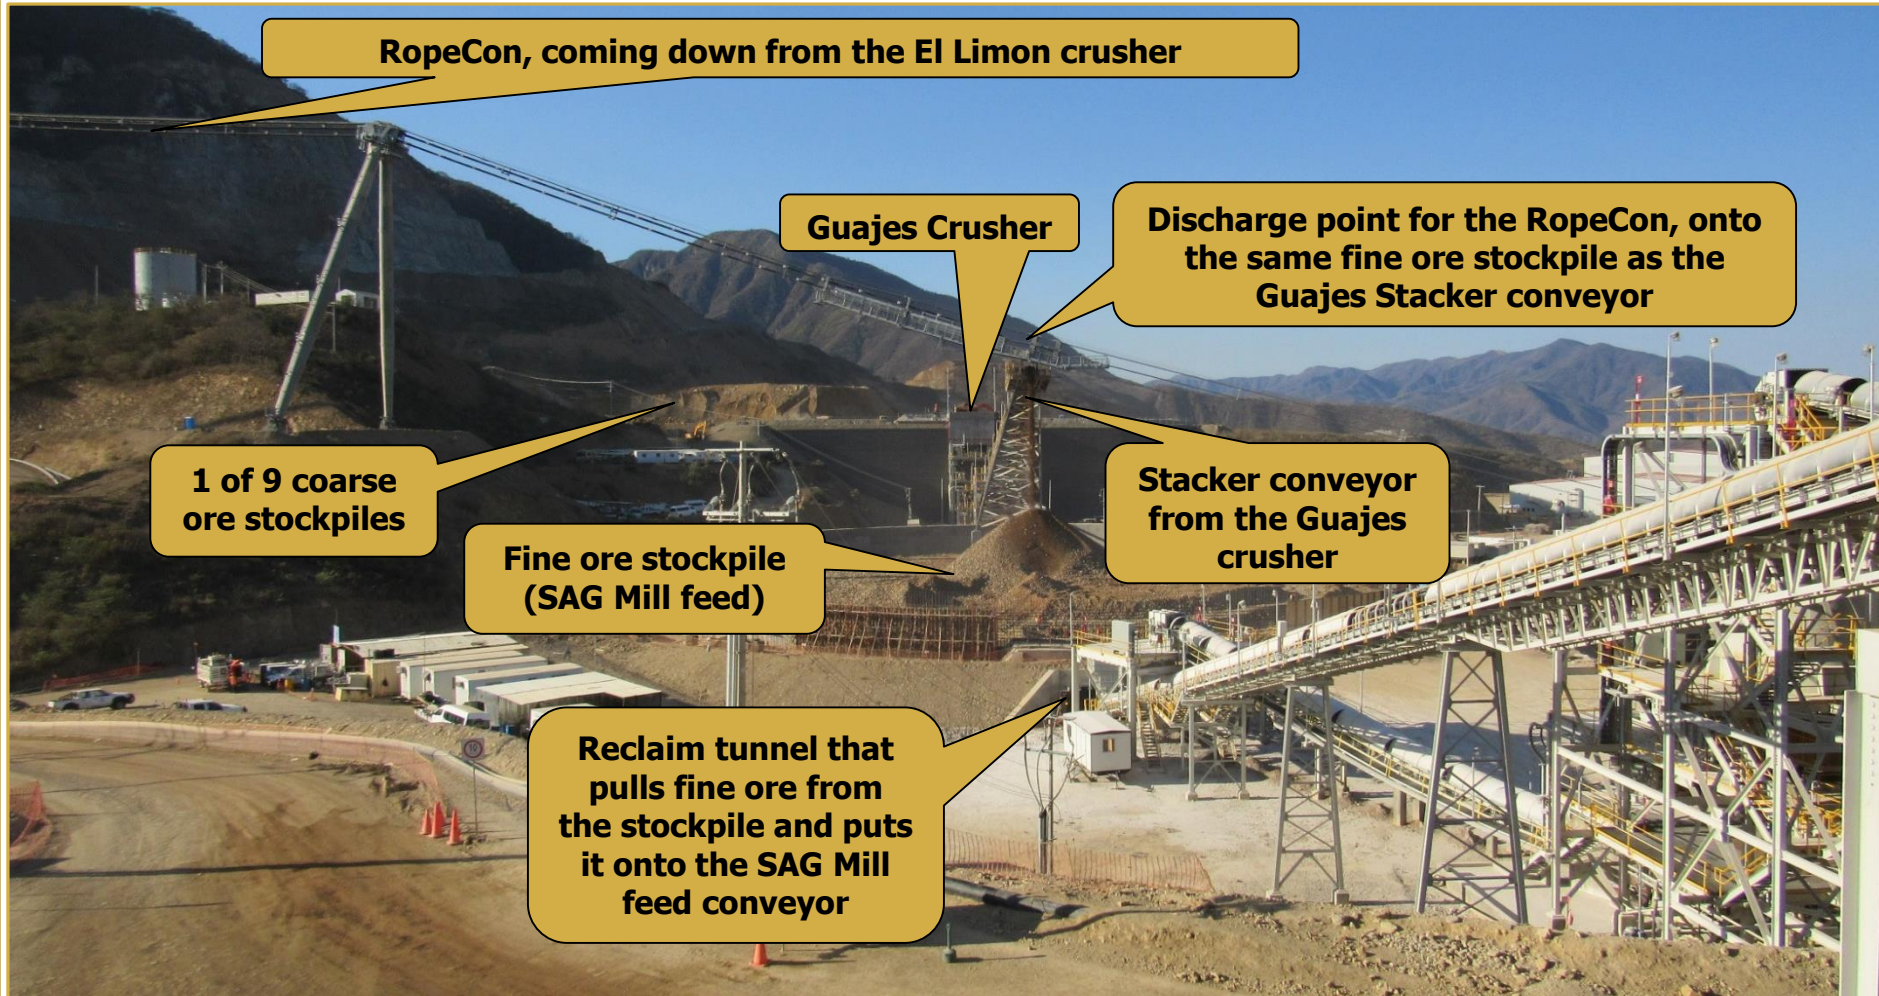 RopeCon, coming down from the El Limon crusher
Guajes Crusher
Discharge point for the RopeCon, onto
the same fine ore stockpile as the
Guajes Stacker conveyor
1 of 9 coarse
ore stockpiles
Stacker conveyor
from the Guajes
crusher
Fine ore stockpile
(SAG Mill feed)
Reclaim tunnel that
pulls fine ore from
the stockpile and puts
it onto the SAG Mill
feed conveyor